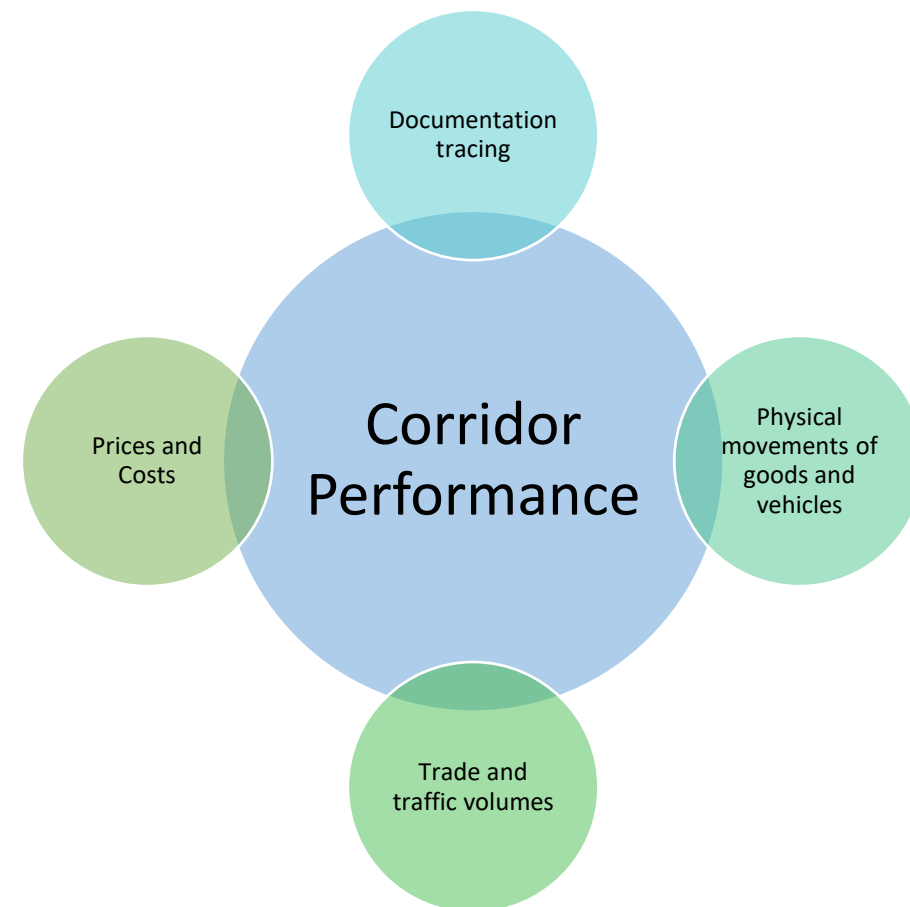 Documentation
tracing
Prices and
Costs
Corridor
Performance
Physical
movements of
goods and
vehicles
Trade and
traffic volumes